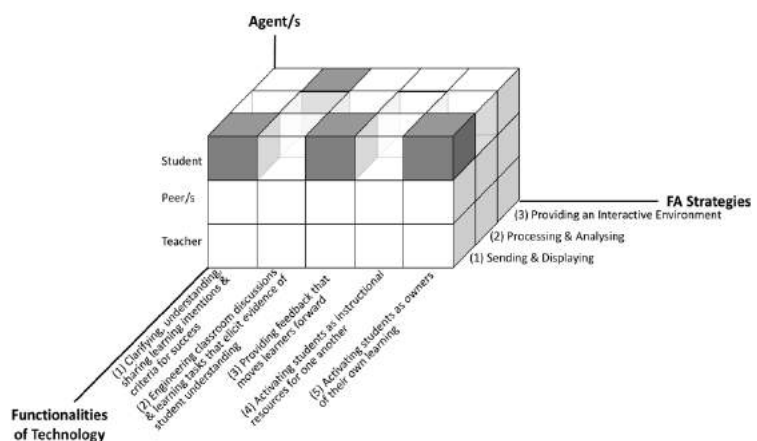 Agent/s
Student
Peer/s
Teacher
FA Strategies
(3) Providing an Interactive Environment
(2) Processing & Analysing
(1) Sending & Displaying
(1) Clarifying, understanding,
sharing learning intentions &
criteria for success
(2) Engineering classroom discussions
& learning tasks that elicit evidence of
student understanding
(3) Providing feedback that
moves learners forward
(4) Activating students as instructional
resources for one another
(5) Activating students as owners
of their own learning
Functionalities
of Technology